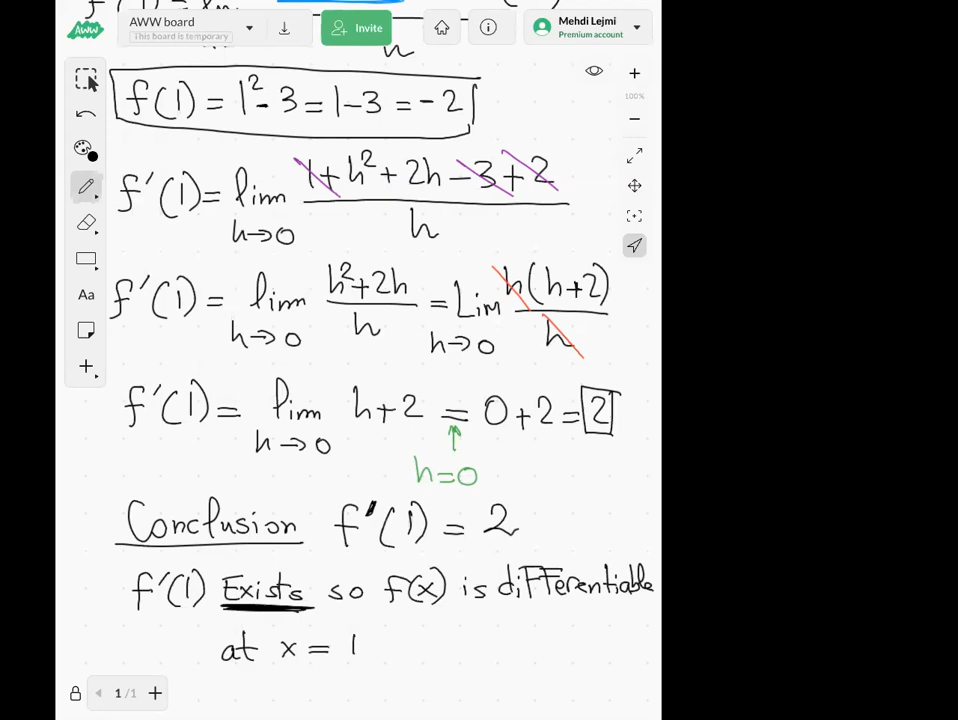 AWW board
This board is temporary
Invite
Mehdi Lejmi
Premium account
AWW
h
f(1) = 1² - 3 = 1 - 3 = - 2
100%
f'(1) = lim h→0 (1 + h² + 2h - 3 + 2) / h
f'(1) = lim h→0 (h² + 2h) / h = Lim h→0 h(h+2) / h
Aa
f'(1) = lim h→0 h+2 = 0+2 = 2
h=0
Conclusion f'(1) = 2
f'(1) Exists so f(x) is diFFerentiable
at x = 1
1/1